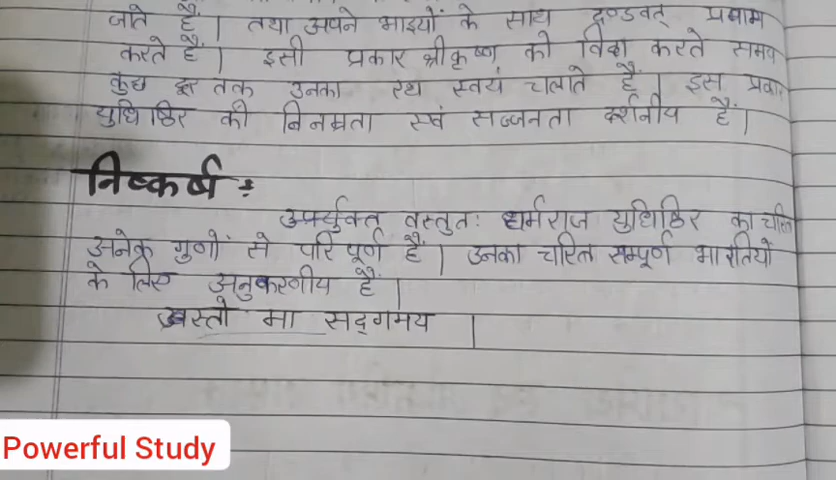 जाते हैं। तथा अपने भाइयों के साथ दण्डवत् प्रणाम
करते हैं। इसी प्रकार श्रीकृष्ण को विदा करते समय
कुछ दूर तक उनका रथ स्वयं चलाते हैं। इस प्रका
युधिष्ठिर की विनम्रता एवं सज्जनता दर्शनीय है।
निष्कर्ष :-
उपर्युक्त वस्तुतः धर्मराज युधिष्ठिर का चरित्र
अनेक गुणों से परिपूर्ण है। उनका चरित्र सम्पूर्ण भारतियों
के लिए अनुकरणीय है।
अस्तो मा सद्गमय ।
Powerful Study